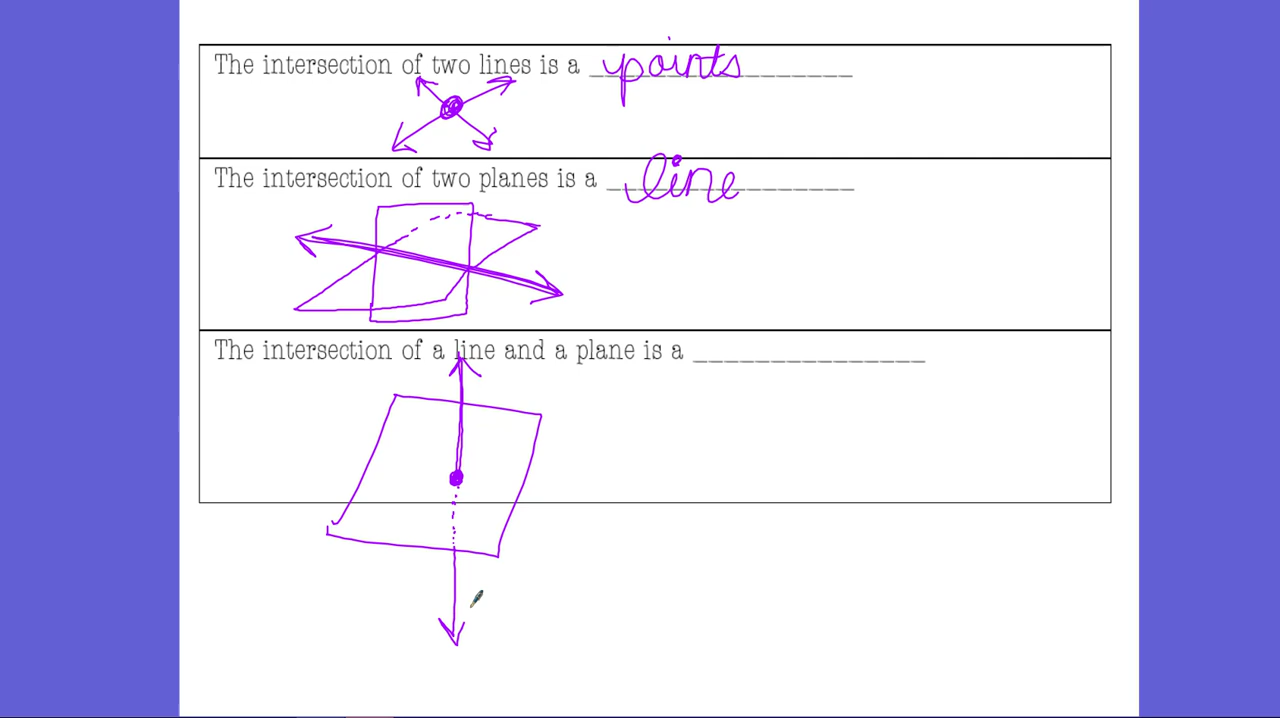 The intersection of two lines is a points
The intersection of two planes is a line
The intersection of a line and a plane is a _______________